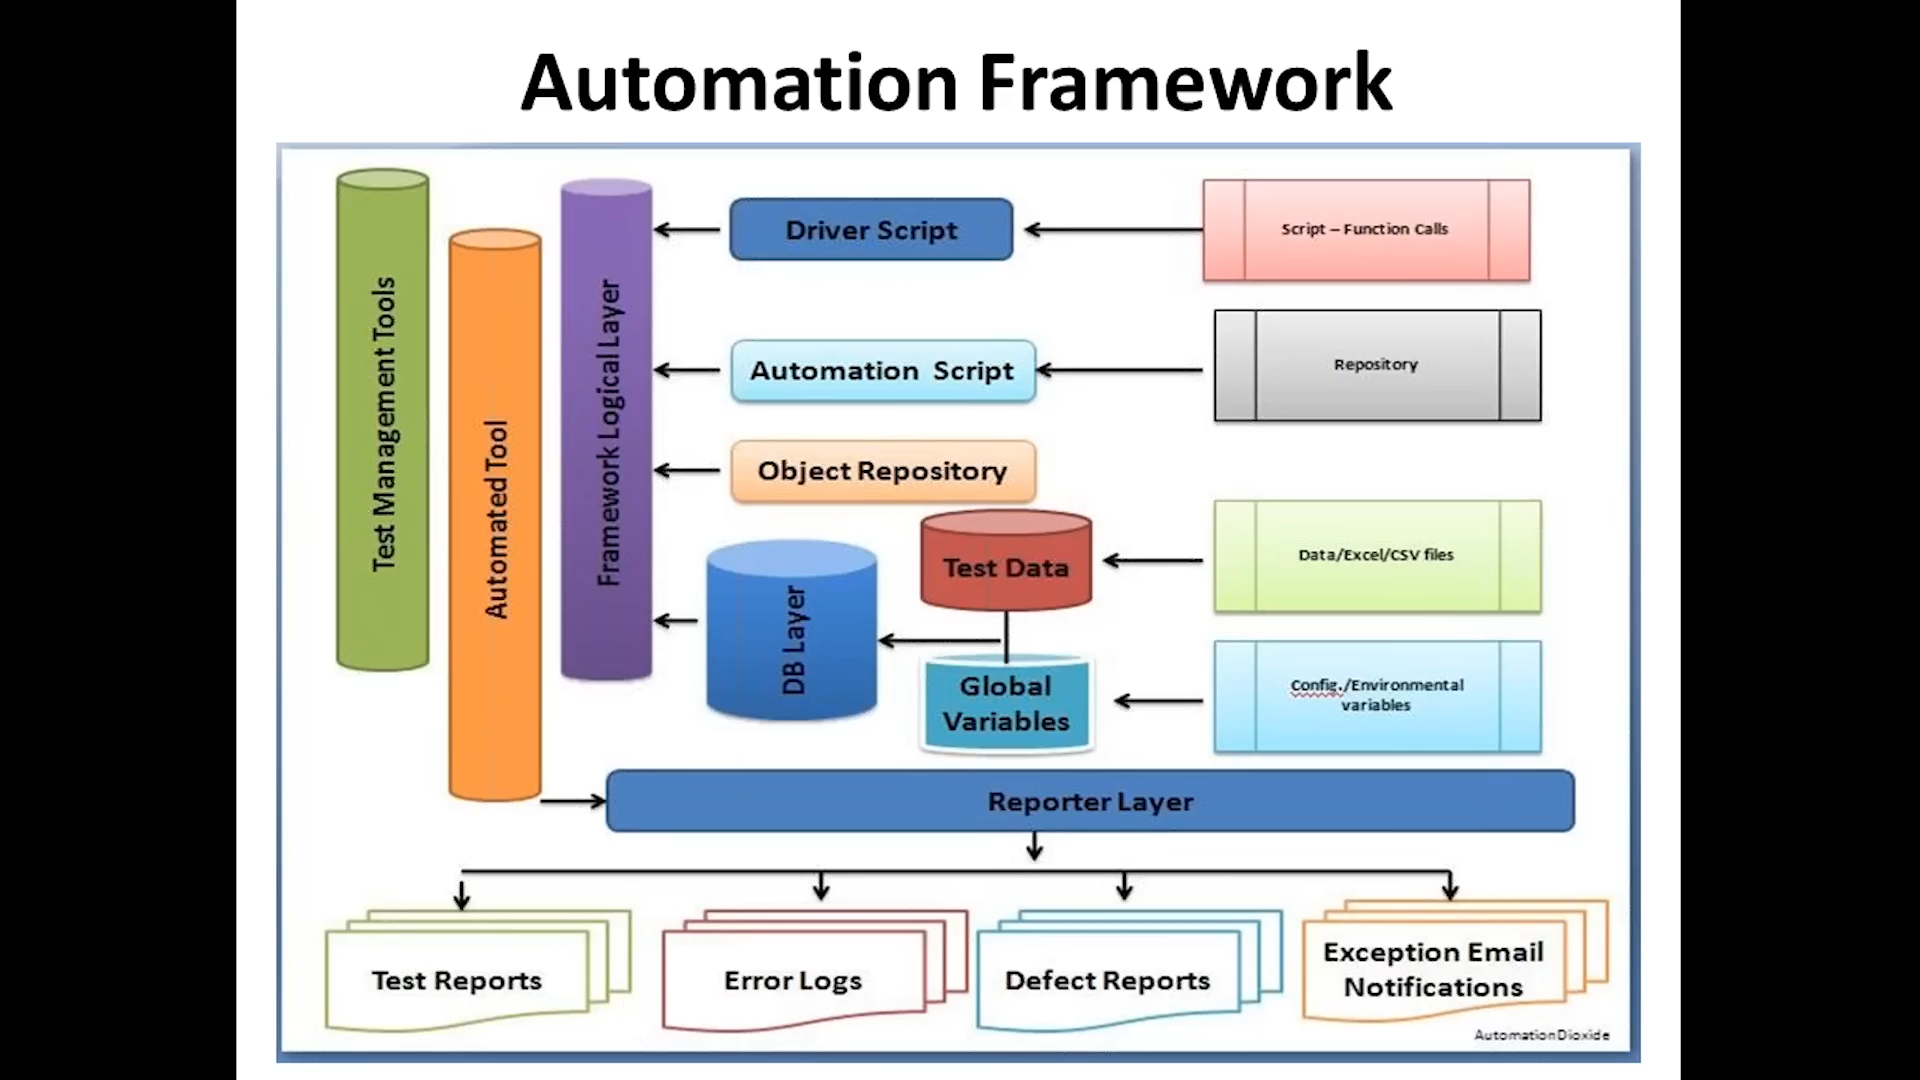 Automation Framework
Test Management Tools
Automated Tool
Framework Logical Layer
Driver Script
Script – Function Calls
Automation Script
Repository
Object Repository
Test Data
Data/Excel/CSV files
DB Layer
Global
Variables
Config./Environmental
variables
Reporter Layer
Test Reports
Error Logs
Defect Reports
Exception Email
Notifications
AutomationDioxide